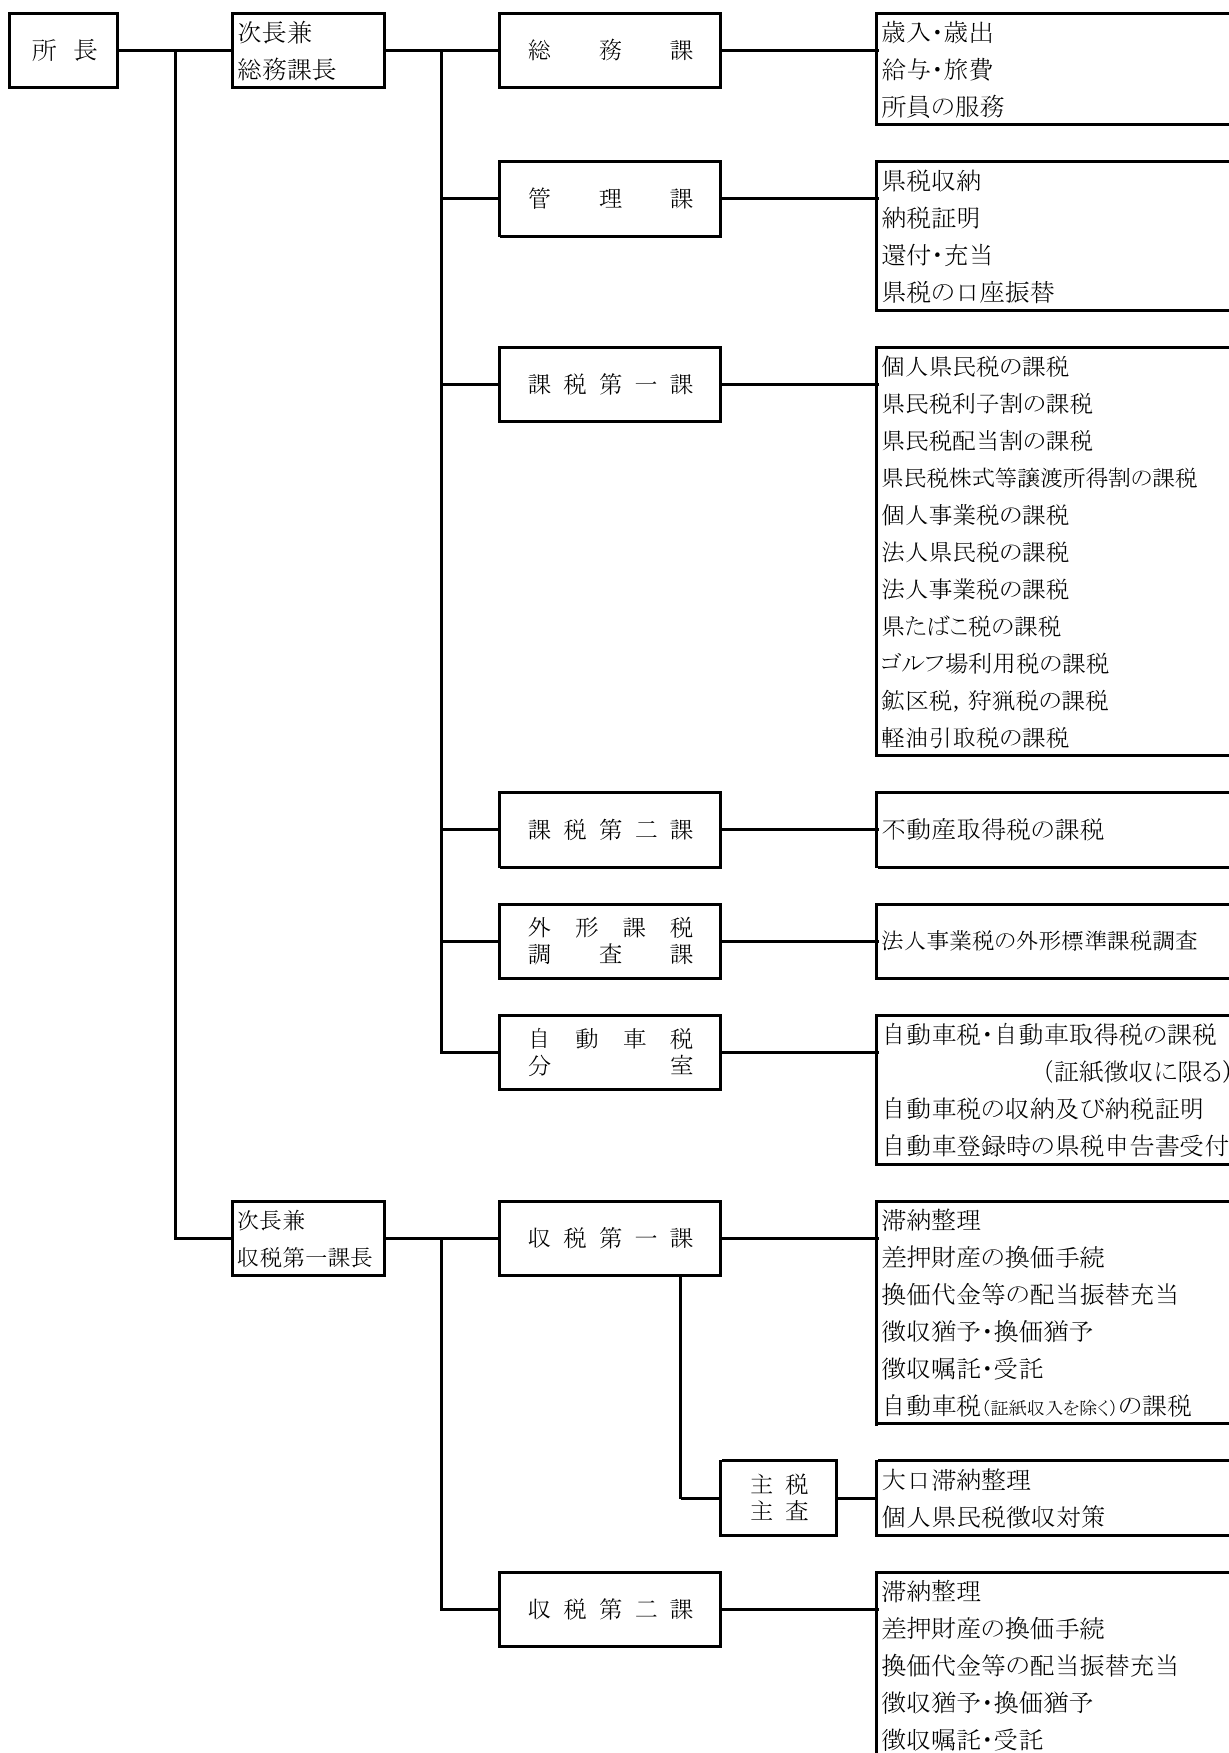 所長
次長兼
総務課長
総務課
歳入・歳出
給与・旅費
所員の服務
管理課
県税収納
納税証明
還付・充当
県税の口座振替
課税第一課
個人県民税の課税
県民税利子割の課税
県民税配当割の課税
県民税株式等譲渡所得割の課税
個人事業税の課税
法人県民税の課税
法人事業税の課税
県たばこ税の課税
ゴルフ場利用税の課税
鉱区税，狩猟税の課税
軽油引取税の課税
課税第二課
不動産取得税の課税
外形課税
調査課
法人事業税の外形標準課税調査
自動車税
分室
自動車税・自動車取得税の課税
（証紙徴収に限る）
自動車税の収納及び納税証明
自動車登録時の県税申告書受付
次長兼
収税第一課長
収税第一課
滞納整理
差押財産の換価手続
換価代金等の配当振替充当
徴収猶予・換価猶予
徴収嘱託・受託
自動車税（証紙収入を除く）の課税
主税
主査
大口滞納整理
個人県民税徴収対策
収税第二課
滞納整理
差押財産の換価手続
換価代金等の配当振替充当
徴収猶予・換価猶予
徴収嘱託・受託